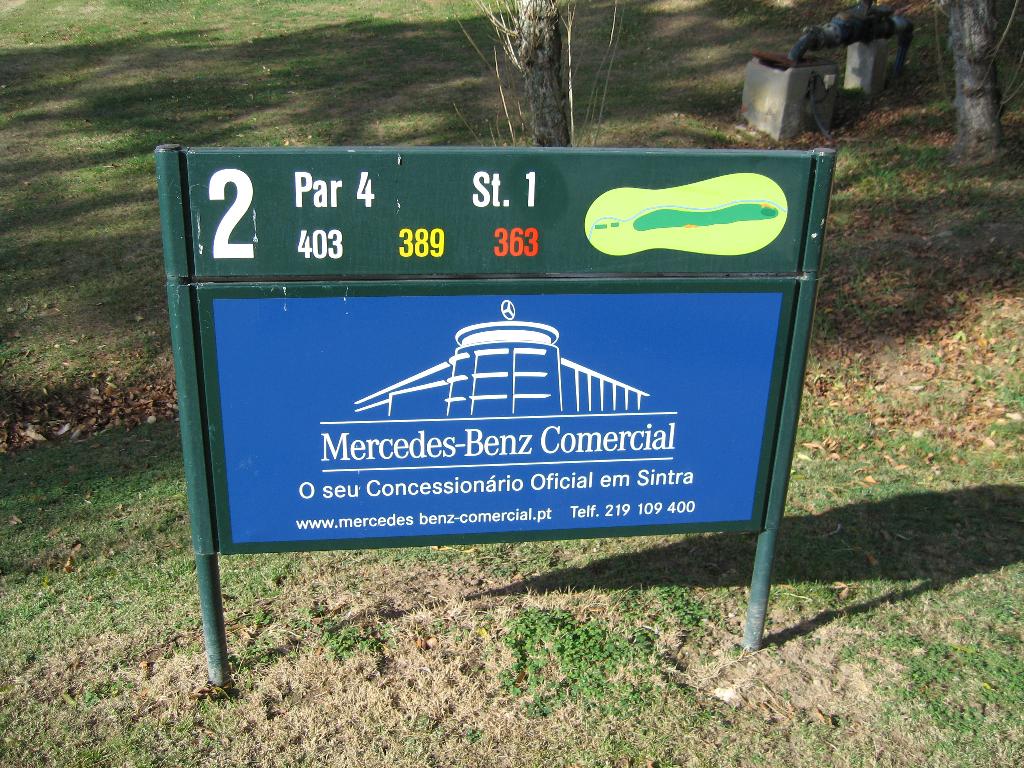 2 Par 4 St. 1
403 389 363
Mercedes-Benz Comercial
O seu Concessionário Oficial em Sintra
www.mercedes benz-comercial.pt Telf. 219 109 400